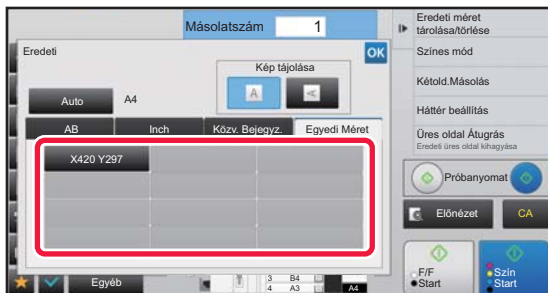 Másolatszám 1
Eredeti méret
tárolása/törlése
Színes mód
Kétold.Másolás
Háttér beállítás
Üres oldal Átugrás
Eredeti üres oldal kihagyása
Próbanyomat
Előnézet
CA
F/F
Start
Szín
Start
Eredeti
OK
Kép tájolása
A
A
Auto
A4
AB
Inch
Közv. Bejegyz.
Egyedi Méret
X420 Y297
Egyéb
3 B4
4 A3
A4